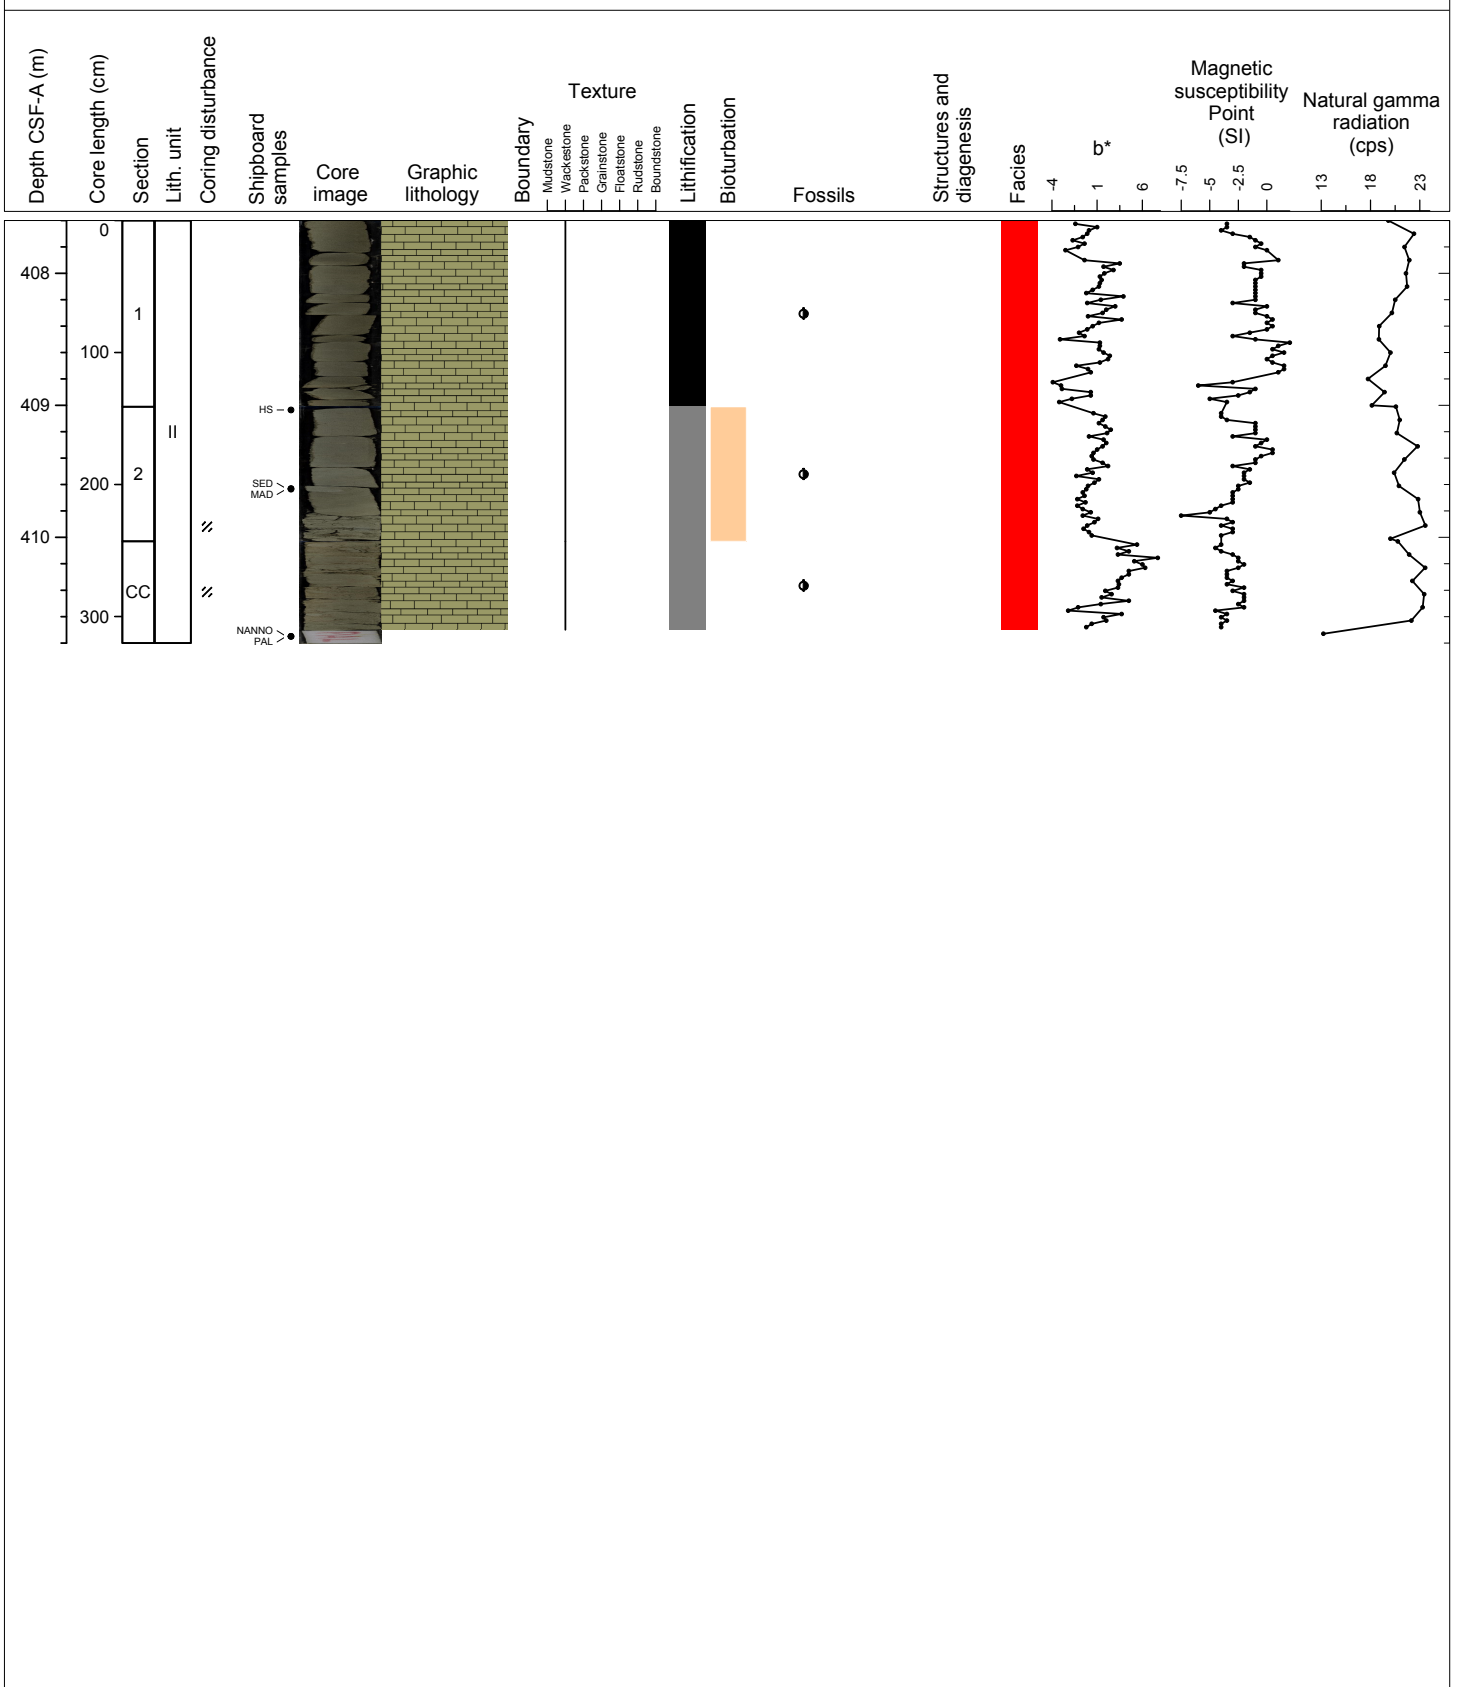 Depth CSF-A (m)
Core length (cm)
Section
Lith. unit
Coring disturbance
Shipboard
samples
Core
image
Graphic
lithology
Boundary
Texture
Mudstone
Wackestone
Packstone
Grainstone
Floatstone
Rudstone
Boundstone
Lithification
Bioturbation
Fossils
Structures and
diagenesis
Facies
b*
-4 1 6
Magnetic
susceptibility
Point
(SI)
-7.5 -5 -2.5 0
Natural gamma
radiation
(cps)
13 18 23
0
408
1
100
409
HS
II
2
SED
200
MAD
410
CC
300
NANNO
PAL